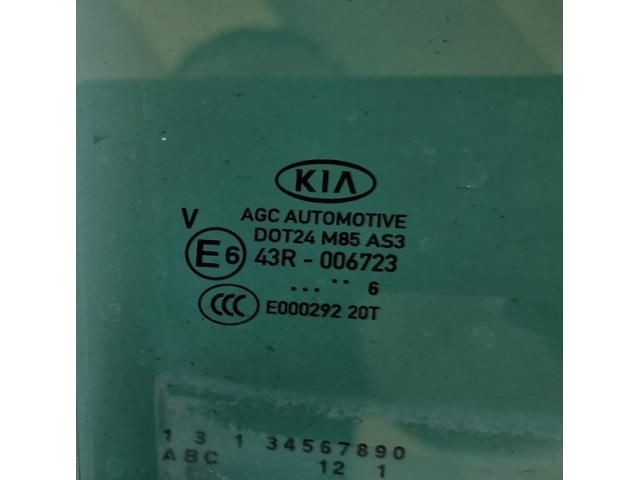 KIA
V AGC AUTOMOTIVE
DOT24 M85 AS3
E6 43R - 006723
... ¨ 6
CCC E000292 20T
1 3 1 34567890
ABC 12 1